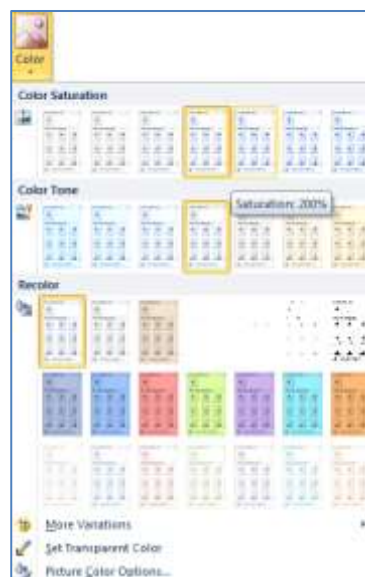 Color
Color Saturation
Color Tone
Saturation: 200%
Recolor
More Variations
Set Transparent Color
Picture Color Options...